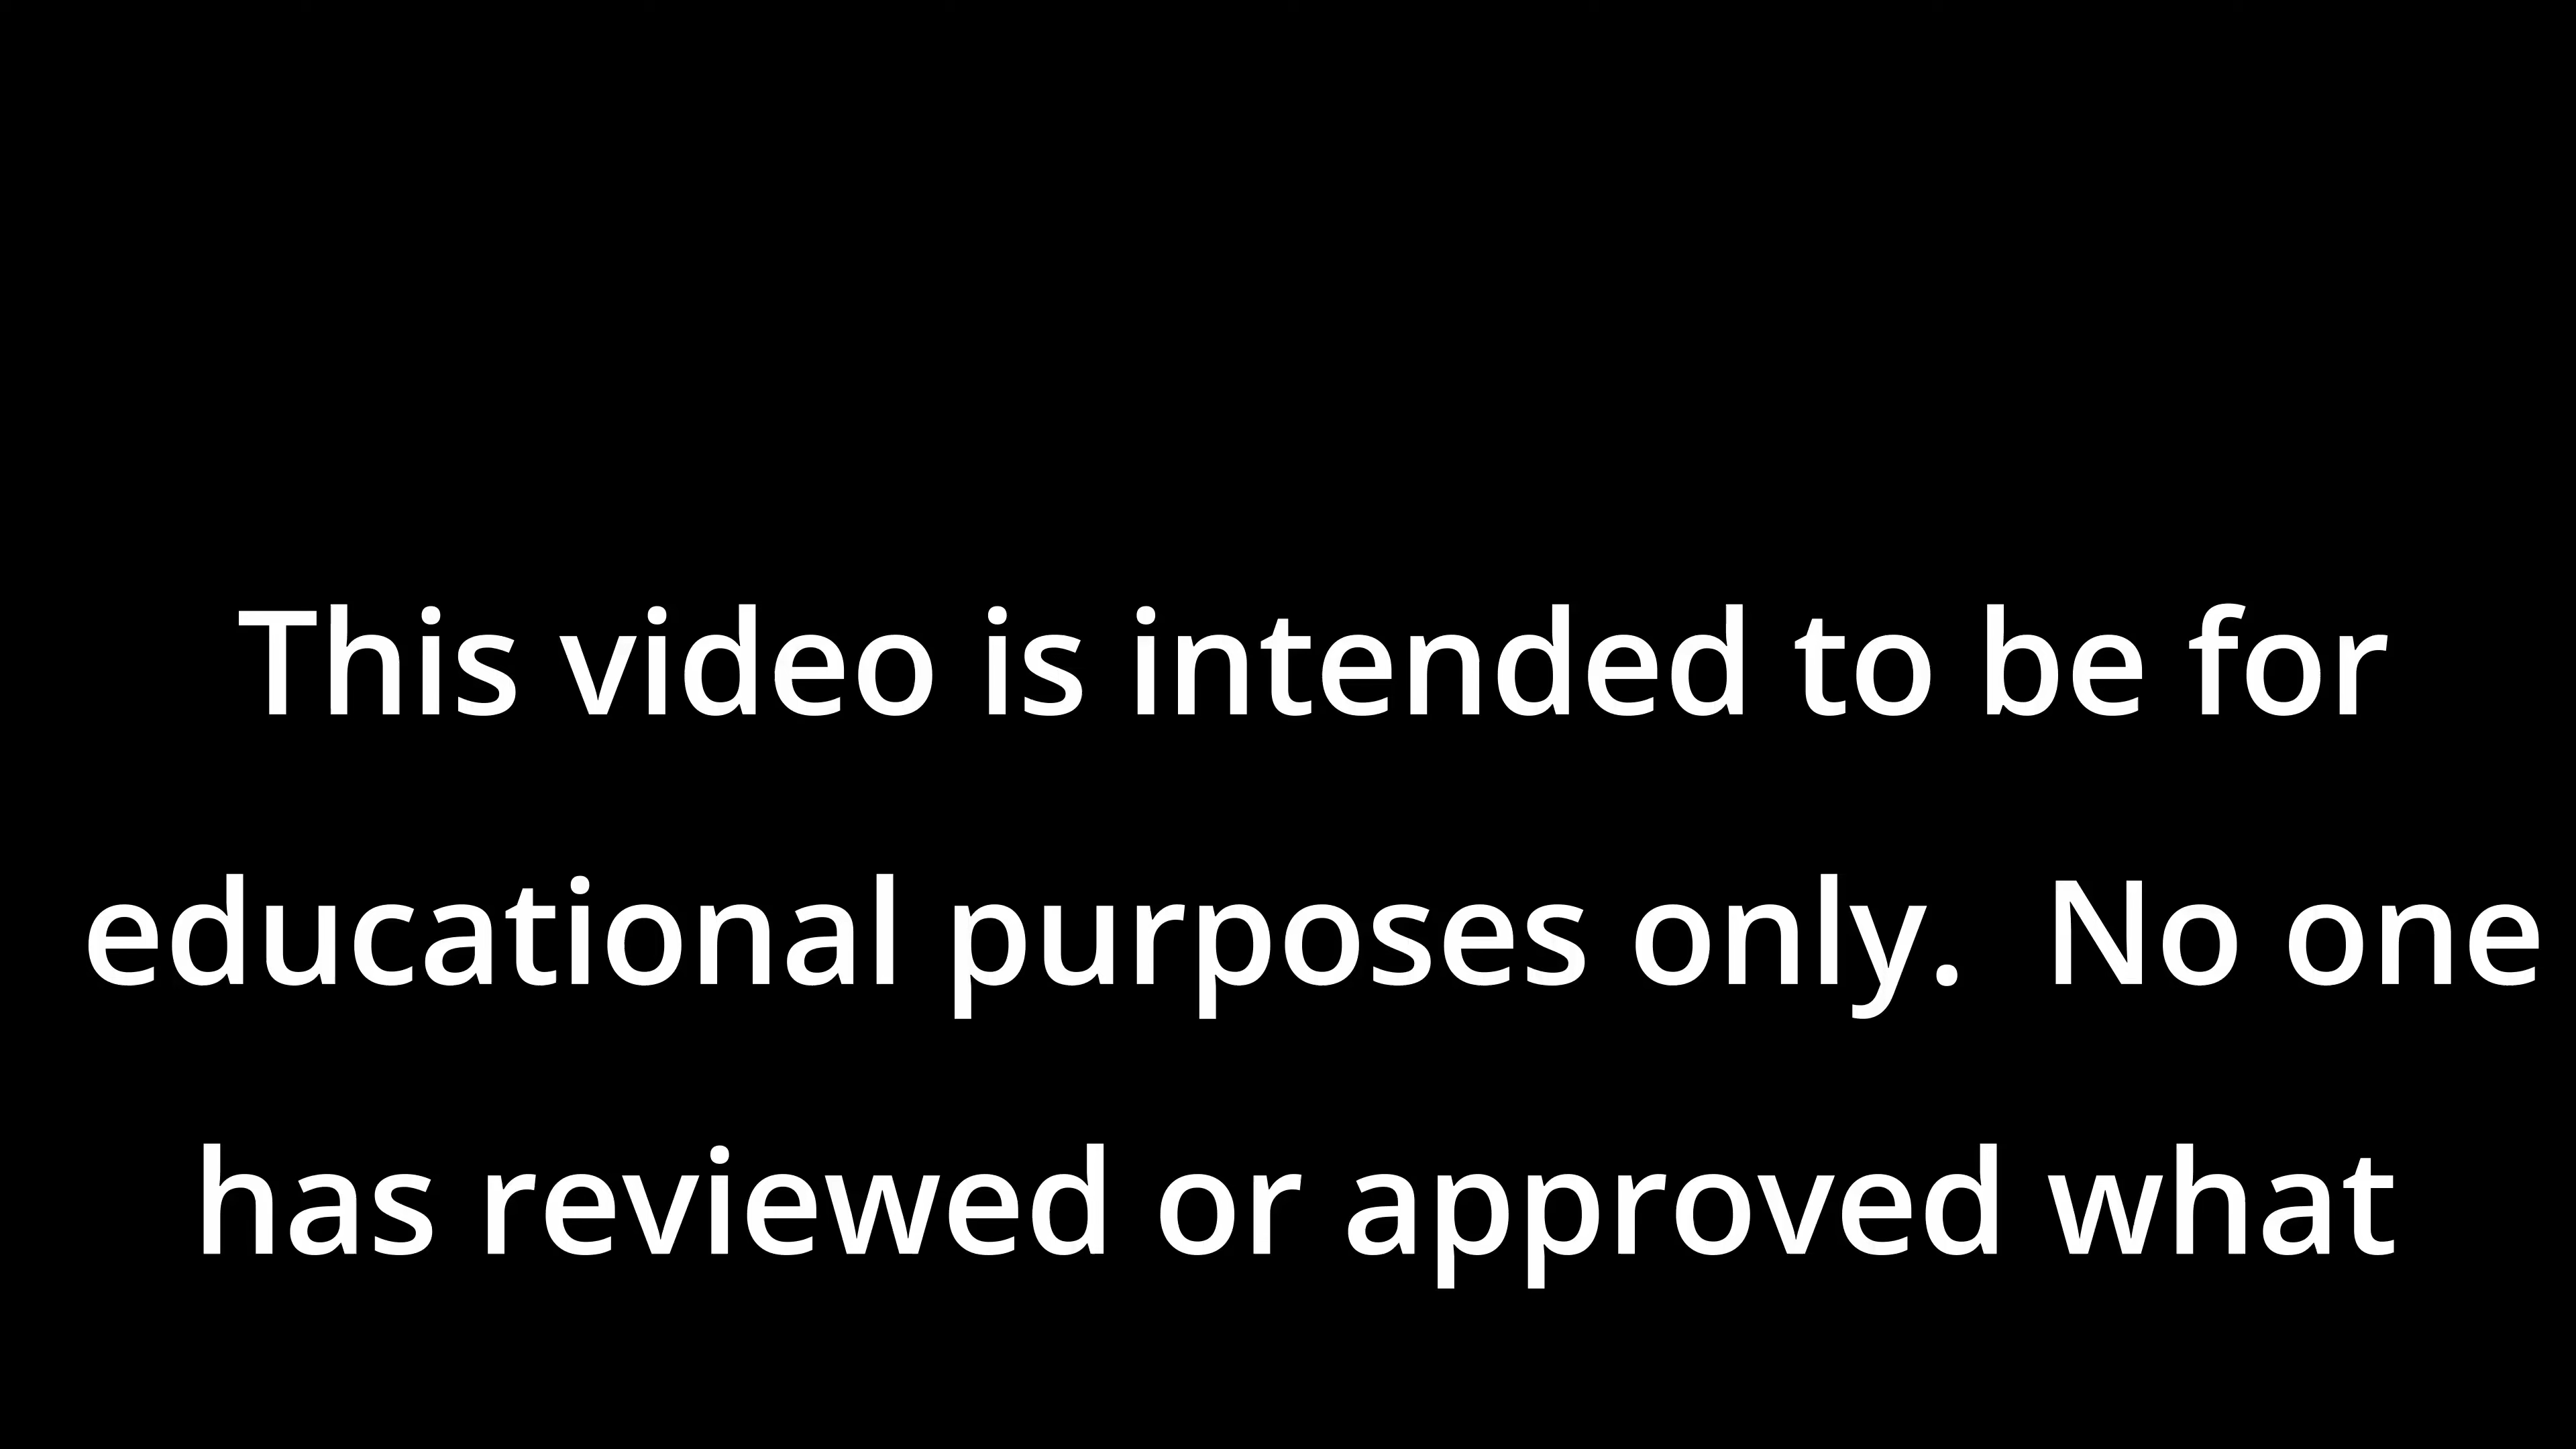 This video is intended to be for
educational purposes only.  No one
has reviewed or approved what